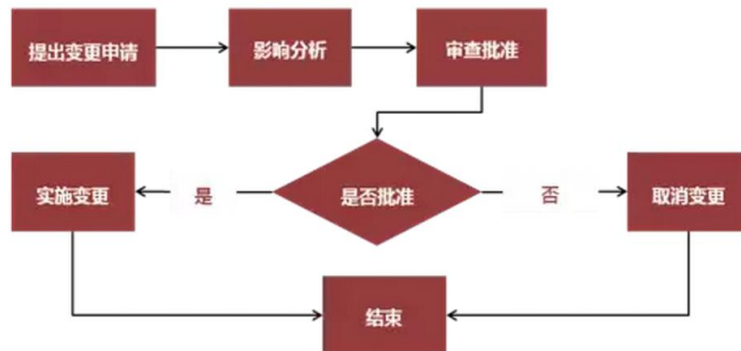 提出变更申请
影响分析
审查批准
实施变更
是
是否批准
否
取消变更
结束